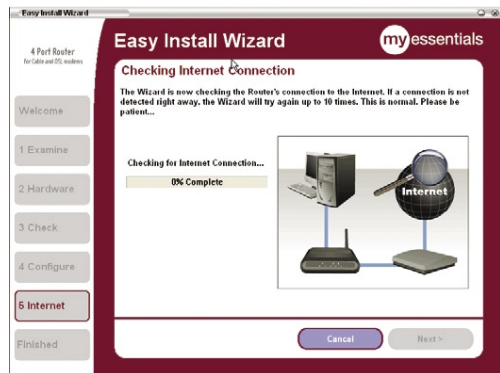 Easy Install Wizard
4 Port Router
for Cable and DSL modems
Easy Install Wizard
myessentials
Checking Internet Connection
The Wizard is now checking the Router's connection to the Internet. If a connection is not
detected right away, the Wizard will try again up to 10 times. This is normal. Please be
patient...
Welcome
1 Examine
2 Hardware
3 Check
4 Configure
5 Internet
Finished
Checking for Internet Connection...
0% Complete
Internet
Cancel
Next >